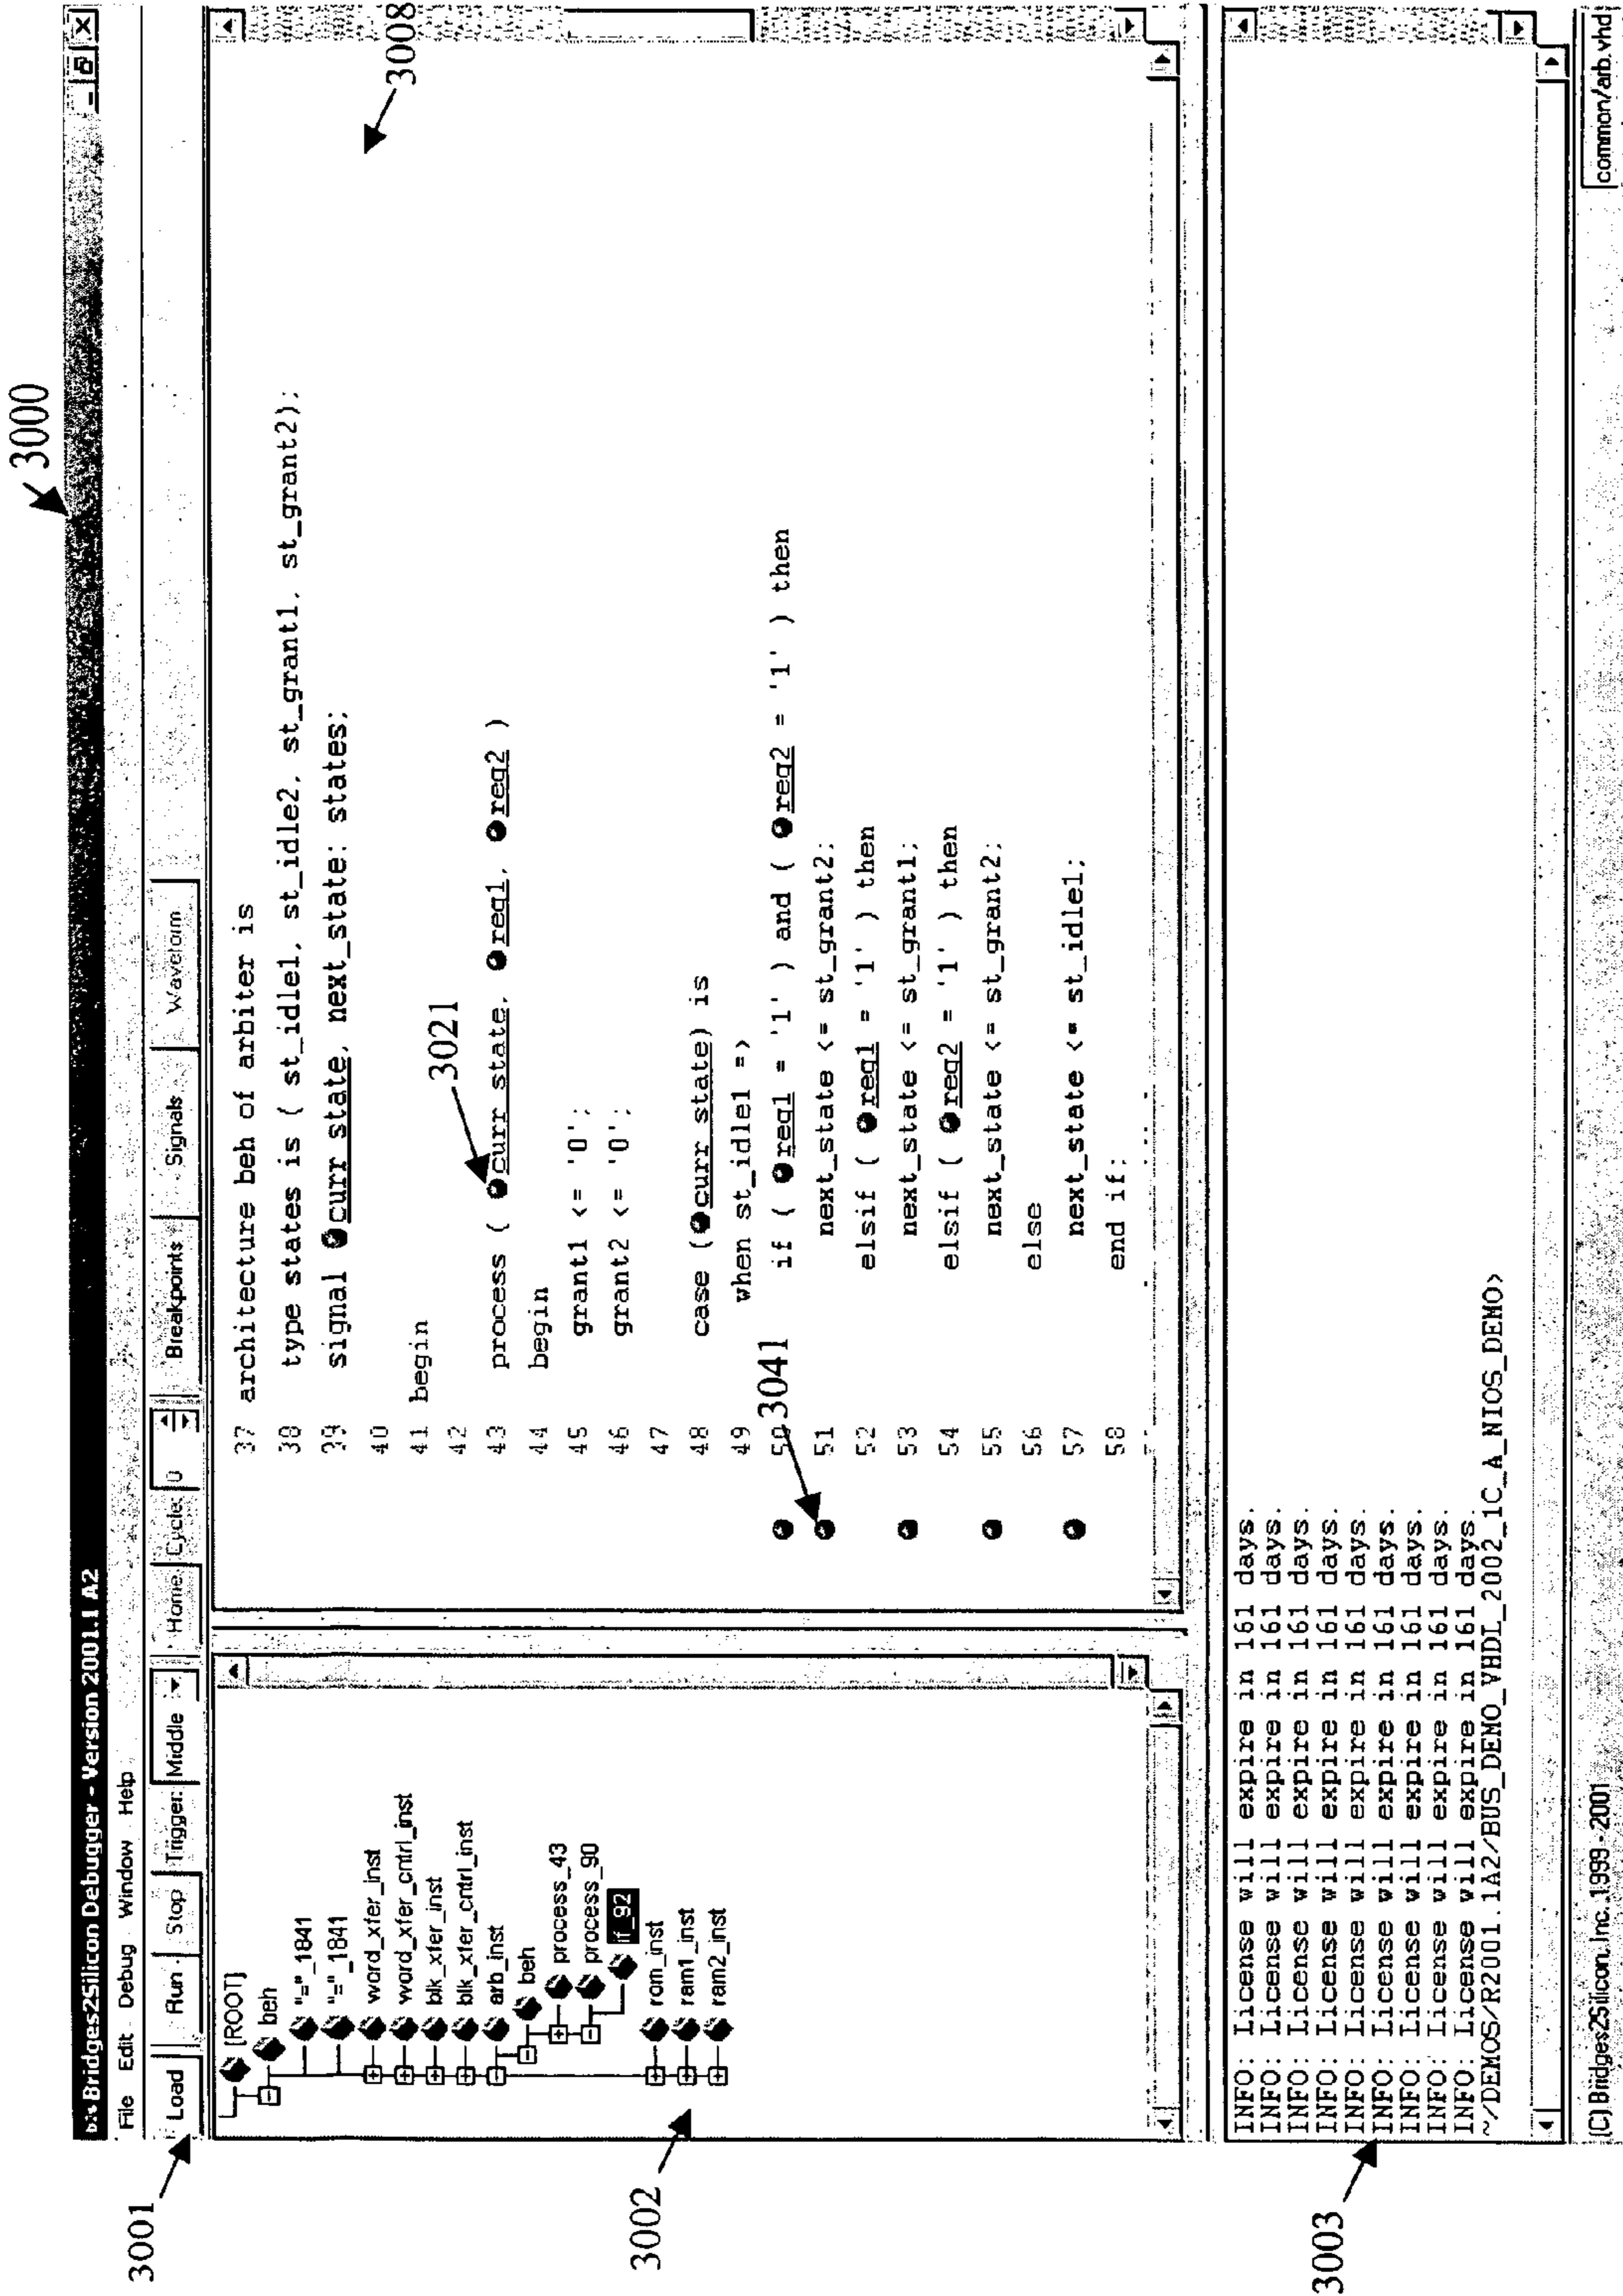 3000
Bridges2Silicon Debugger - Version 2001.1 A2
File Edit Debug Window Help
3001
Load Run Stop Trigger: Middle Home Cycle: 0 Breakpoints Signals Waveform
[ROOT]
beh
"="_1841
"="_1841
word_xfer_inst
word_xfer_cntrl_inst
blk_xfer_inst
blk_xfer_cntrl_inst
arb_inst
beh
process_43
process_90
if_92
rom_inst
ram1_inst
ram2_inst
3002
37 architecture beh of arbiter is
38 type states is ( st_idle1, st_idle2, st_grant1, st_grant2);
39 signal curr state, next_state: states;
3008
40
41 begin
3021
42
43 process ( curr state, req1, req2 )
44 begin
45 grant1 <= '0';
46 grant2 <= '0';
47
48 case (curr state) is
49 when st_idle1 =>
3041
50 if ( req1 = '1' ) and ( req2 = '1' ) then
51 next_state <= st_grant2;
52 elsif ( req1 = '1' ) then
53 next_state <= st_grant1;
54 elsif ( req2 = '1' ) then
55 next_state <= st_grant2;
56 else
57 next_state <= st_idle1;
58 end if;
INFO: License will expire in 161 days.
INFO: License will expire in 161 days.
INFO: License will expire in 161 days.
INFO: License will expire in 161 days.
INFO: License will expire in 161 days.
INFO: License will expire in 161 days.
INFO: License will expire in 161 days.
INFO: License will expire in 161 days.
INFO: License will expire in 161 days.
~/DEMOS/R2001.1A2/BUS_DEMO_VHDL_2002_1C_A_NIOS_DEMO>
3003
(C) Bridges2Silicon, Inc., 1999 - 2001 common/arb.vhd